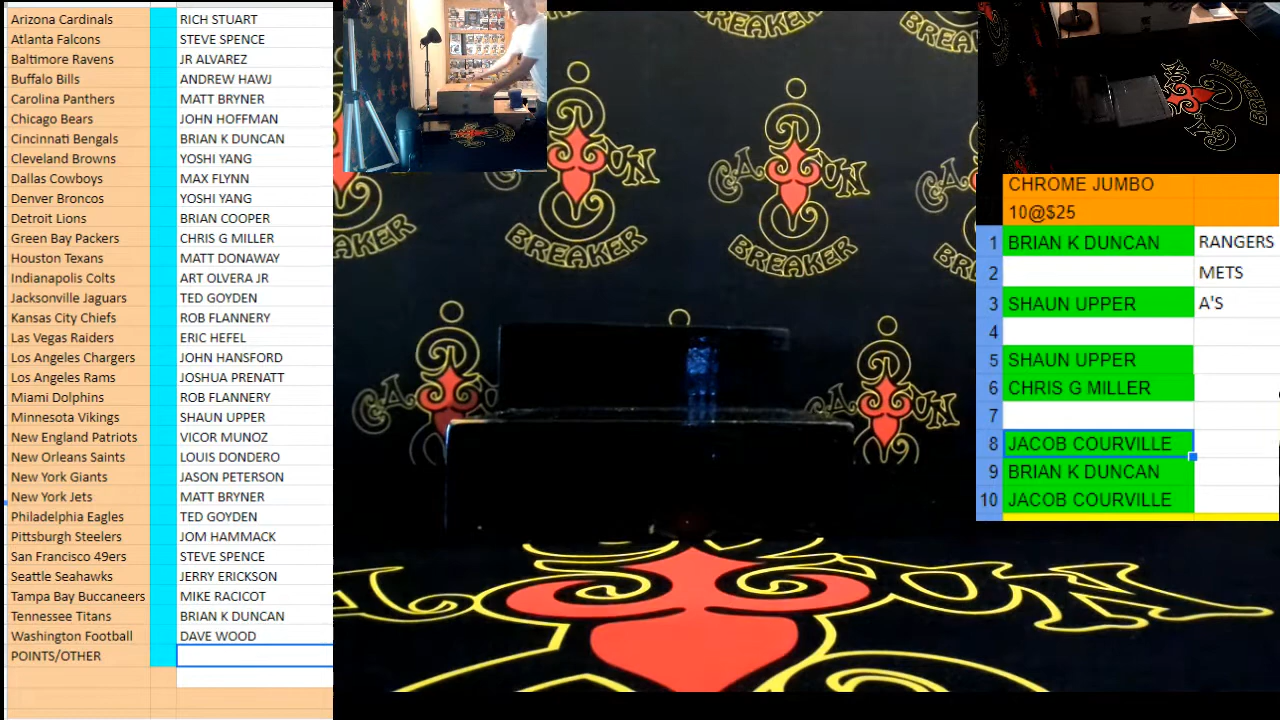 Arizona Cardinals RICH STUART
Atlanta Falcons STEVE SPENCE
Baltimore Ravens JR ALVAREZ
Buffalo Bills ANDREW HAWJ
Carolina Panthers MATT BRYNER
Chicago Bears JOHN HOFFMAN
Cincinnati Bengals BRIAN K DUNCAN
Cleveland Browns YOSHI YANG
Dallas Cowboys MAX FLYNN
Denver Broncos YOSHI YANG
Detroit Lions BRIAN COOPER
Green Bay Packers CHRIS G MILLER
Houston Texans MATT DONAWAY
Indianapolis Colts ART OLVERA JR
Jacksonville Jaguars TED GOYDEN
Kansas City Chiefs ROB FLANNERY
Las Vegas Raiders ERIC HEFEL
Los Angeles Chargers JOHN HANSFORD
Los Angeles Rams JOSHUA PRENATT
Miami Dolphins ROB FLANNERY
Minnesota Vikings SHAUN UPPER
New England Patriots VICOR MUNOZ
New Orleans Saints LOUIS DONDERO
New York Giants JASON PETERSON
New York Jets MATT BRYNER
Philadelphia Eagles TED GOYDEN
Pittsburgh Steelers JOM HAMMACK
San Francisco 49ers STEVE SPENCE
Seattle Seahawks JERRY ERICKSON
Tampa Bay Buccaneers MIKE RACICOT
Tennessee Titans BRIAN K DUNCAN
Washington Football DAVE WOOD
POINTS/OTHER
CAJUN
BREAKER
CAJUN
BREAKER
BREAKER
BREAKER
CHROME JUMBO
10@$25
1 BRIAN K DUNCAN RANGERS
2 METS
3 SHAUN UPPER A'S
4
5 SHAUN UPPER
6 CHRIS G MILLER
7
8 JACOB COURVILLE
9 BRIAN K DUNCAN
10 JACOB COURVILLE